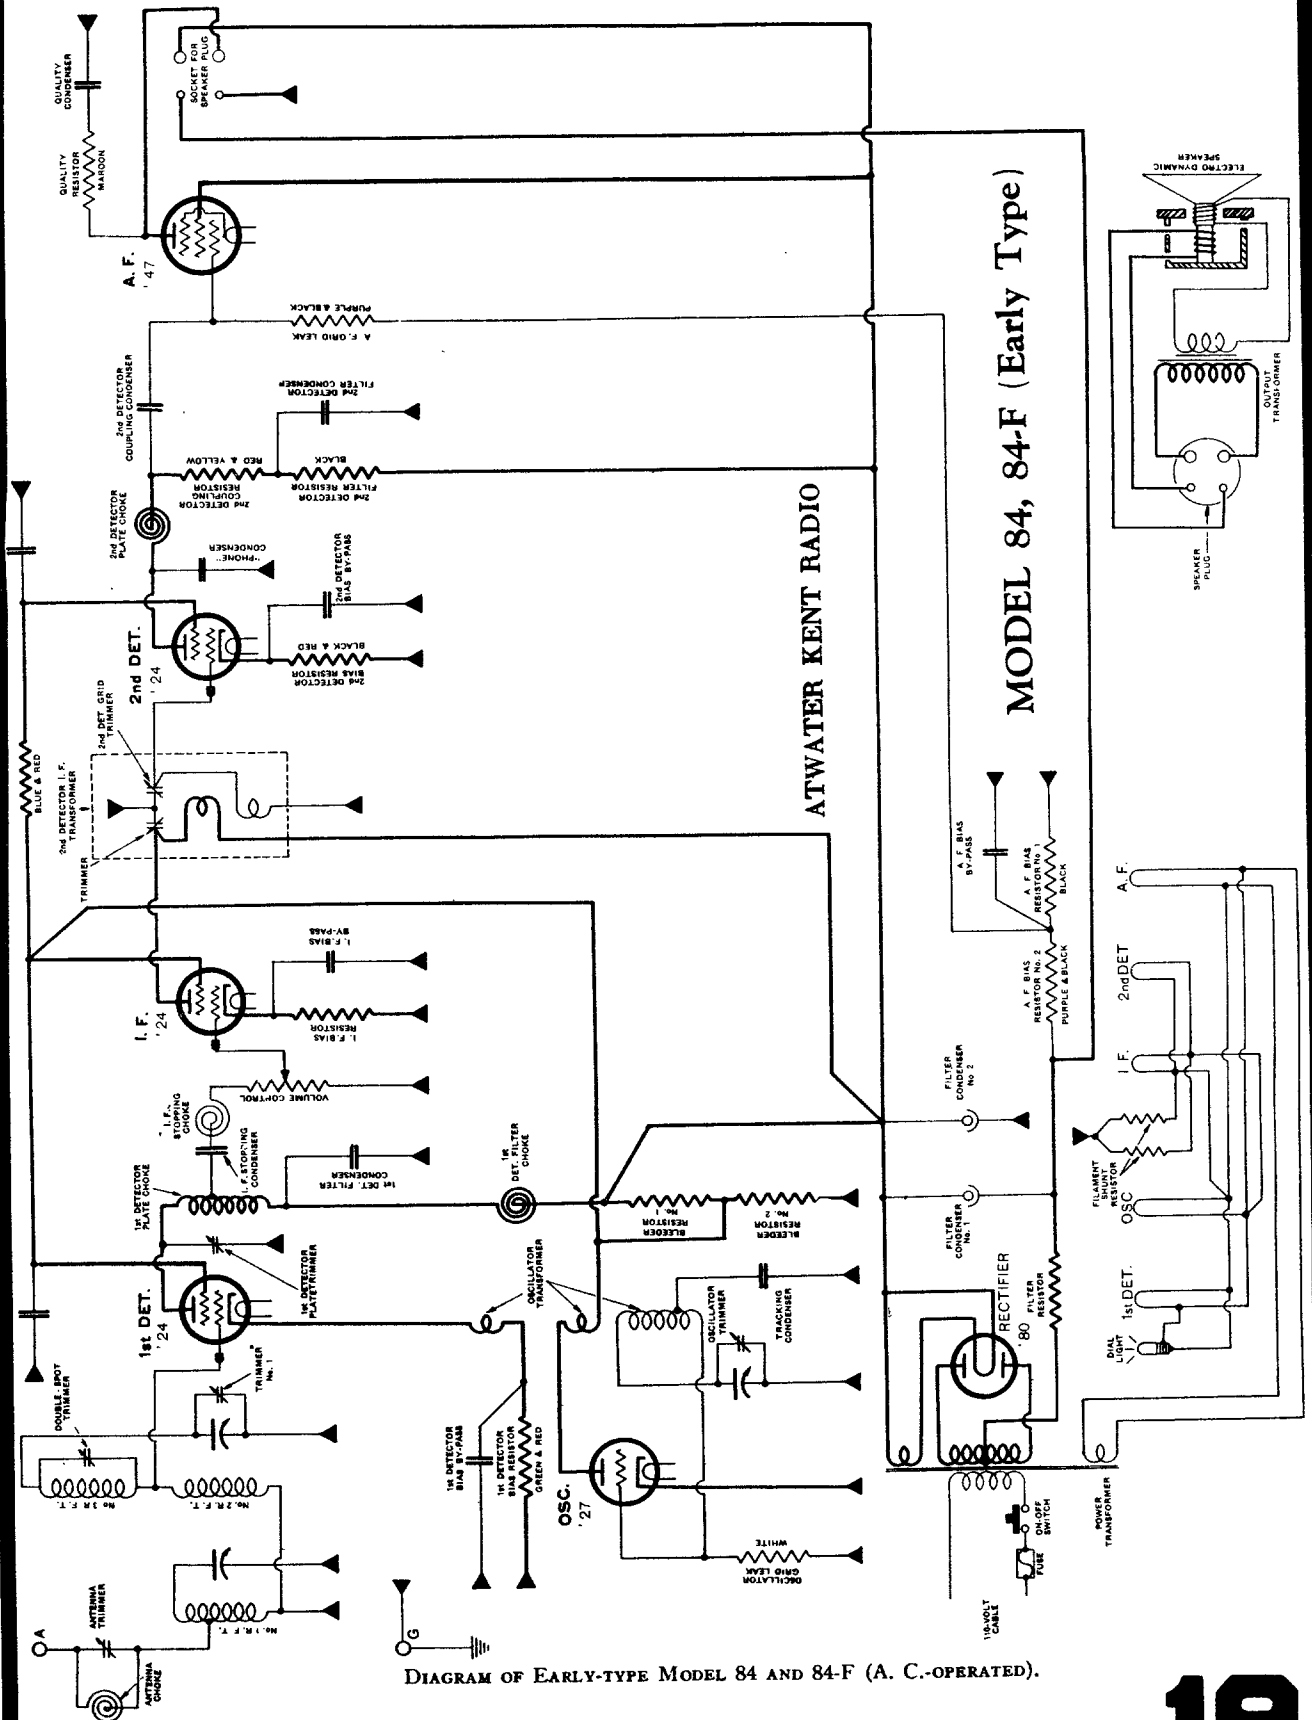 QUALITY
CONDENSER
SOCKET FOR
SPEAKER PLUG
QUALITY
RESISTOR
MAROON
A. F.
'47
A. F. GRID LEAK
PURPLE & BLACK
2nd DETECTOR
COUPLING CONDENSER
2nd DETECTOR
FILTER CONDENSER
2nd DETECTOR
COUPLING
RESISTOR
RED & YELLOW
2nd DETECTOR
FILTER RESISTOR
BLACK
2nd DETECTOR
PLATE CHOKE
"PHONE"
CONDENSER
2nd DETECTOR
BIAS BY-PASS
2nd DET.
'24
2nd DETECTOR
BIAS RESISTOR
BLACK & RED
2nd DET GRID
TRIMMER
BLUE & RED
2nd DETECTOR I. F.
TRANSFORMER
TRIMMER
I. F. BIAS
BY-PASS
I. F.
'24
I. F. BIAS
RESISTOR
I. F.
STOPPING
CHOKE
VOLUME CONTROL
I. F. STOPPING
CONDENSER
1st DETECTOR
PLATE CHOKE
1st DET. FILTER
CONDENSER
1st
DET. FILTER
CHOKE
1st DET.
'24
1st DETECTOR
PLATE TRIMMER
BLEEDER
RESISTOR
No. 1
BLEEDER
RESISTOR
No. 2
OSCILLATOR
TRANSFORMER
OSCILLATOR
TRIMMER
TRACKING
CONDENSER
DOUBLE-SPOT
TRIMMER
TRIMMER
No. 1
No. 3 R. F. T.
No. 2 R. F. T.
No. 1 R. F. T.
1st DETECTOR
BIAS BY-PASS
1st DETECTOR
BIAS RESISTOR
GREEN & RED
OSC.
'27
OSCILLATOR
GRID LEAK
WHITE
A
ANTENNA
TRIMMER
ANTENNA
CHOKE
G
ATWATER KENT RADIO
MODEL 84, 84-F (Early Type)
ELECTRO DYNAMIC
SPEAKER
OUTPUT
TRANSFORMER
SPEAKER
PLUG
A. F. BIAS
BY-PASS
A. F. BIAS
RESISTOR No. 1
BLACK
A. F. BIAS
RESISTOR No. 2
PURPLE & BLACK
FILTER
CONDENSER
No 2
FILTER
CONDENSER
No. 1
RECTIFIER
'80
FILTER
RESISTOR
A. F.
2nd DET
I. F.
FILAMENT
SHUNT
RESISTOR
OSC
1st DET.
DIAL
LIGHT
POWER
TRANSFORMER
ON-OFF
SWITCH
FUSE
110-VOLT
CABLE
DIAGRAM OF EARLY-TYPE MODEL 84 AND 84-F (A. C.-OPERATED).